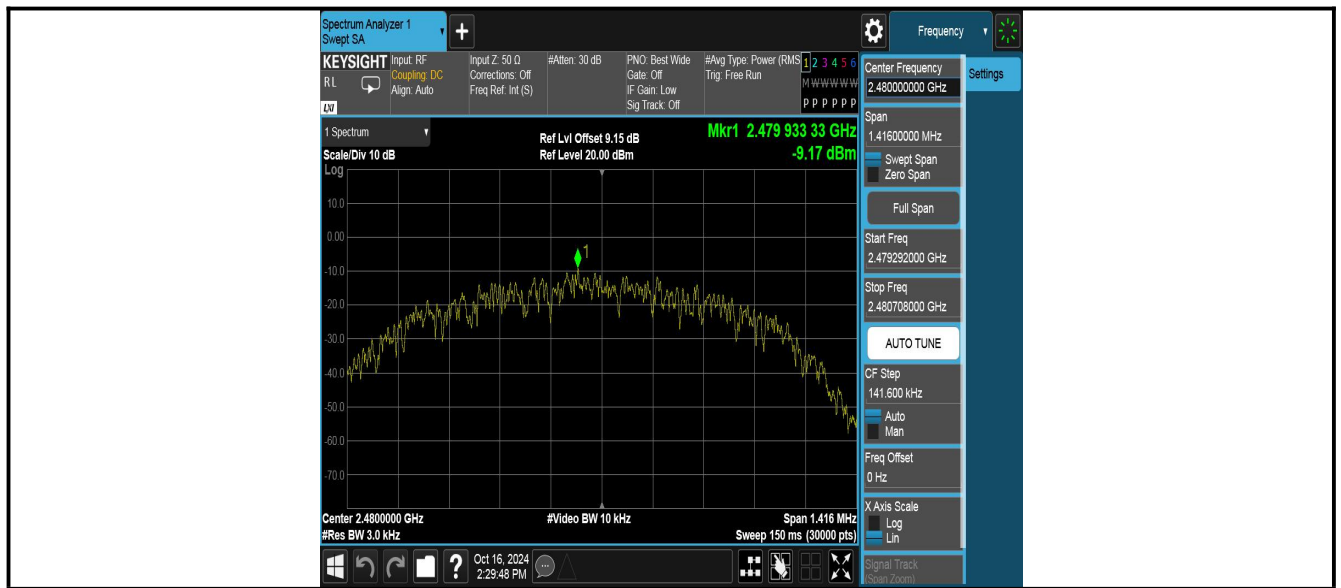 Spectrum Analyzer 1
Swept SA
+
Frequency
KEYSIGHT
RL
LXI
Input: RF
Coupling: DC
Align: Auto
Input Z: 50 Ω
Corrections: Off
Freq Ref: Int (S)
#Atten: 30 dB
PNO: Best Wide
Gate: Off
IF Gain: Low
Sig Track: Off
#Avg Type: Power (RMS
Trig: Free Run
1 2 3 4 5 6
M W W W W W
P P P P P P
1 Spectrum
Scale/Div 10 dB
Log
Ref Lvl Offset 9.15 dB
Ref Level 20.00 dBm
Mkr1 2.479 933 33 GHz
-9.17 dBm
10.0
0.00
-10.0
-20.0
-30.0
-40.0
-50.0
-60.0
-70.0
1
Center 2.4800000 GHz
#Res BW 3.0 kHz
#Video BW 10 kHz
Span 1.416 MHz
Sweep 150 ms (30000 pts)
?
Oct 16, 2024
2:29:48 PM
Center Frequency
2.480000000 GHz
Settings
Span
1.41600000 MHz
Swept Span
Zero Span
Full Span
Start Freq
2.479292000 GHz
Stop Freq
2.480708000 GHz
AUTO TUNE
CF Step
141.600 kHz
Auto
Man
Freq Offset
0 Hz
X Axis Scale
Log
Lin
Signal Track
(Span Zoom)